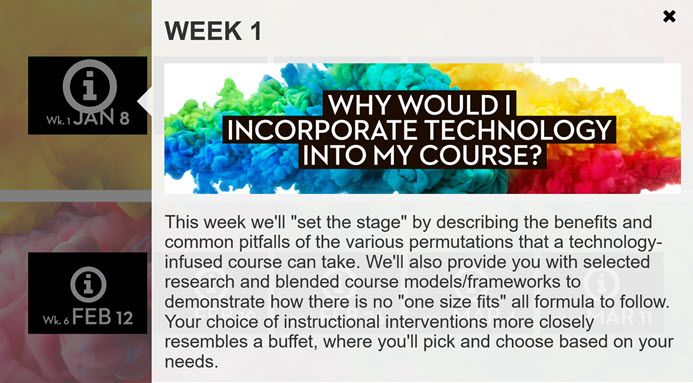 WEEK 1
WHY WOULD I
INCORPORATE TECHNOLOGY
INTO MY COURSE?
This week we'll "set the stage" by describing the benefits and
common pitfalls of the various permutations that a technology-
infused course can take. We'll also provide you with selected
research and blended course models/frameworks to
demonstrate how there is no "one size fits" all formula to follow.
Your choice of instructional interventions more closely
resembles a buffet, where you'll pick and choose based on your
needs.
Wk. 1 JAN 8
Wk. 6 FEB 12
MAR 11